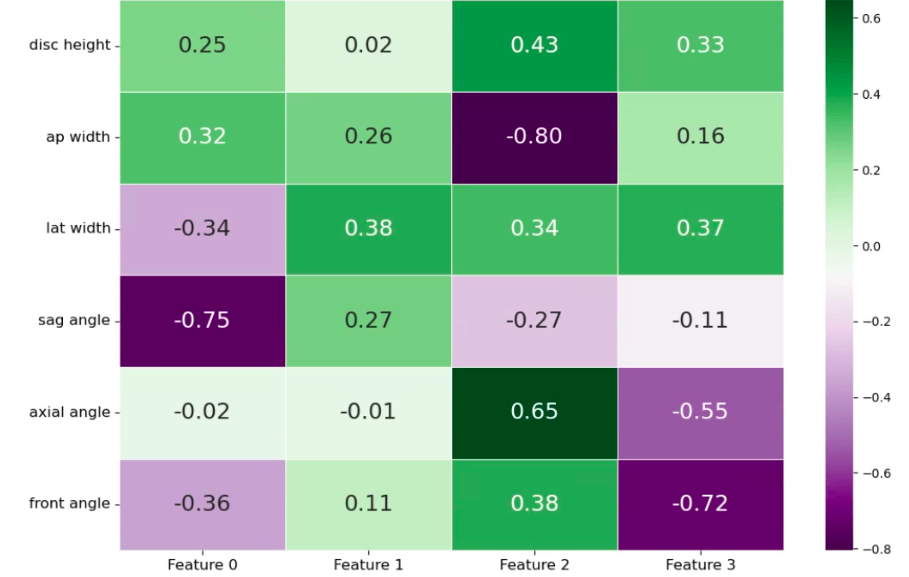 disc height 0.25 0.02 0.43 0.33
ap width 0.32 0.26 -0.80 0.16
lat width -0.34 0.38 0.34 0.37
sag angle -0.75 0.27 -0.27 -0.11
axial angle -0.02 -0.01 0.65 -0.55
front angle -0.36 0.11 0.38 -0.72
Feature 0 Feature 1 Feature 2 Feature 3
0.6
0.4
0.2
0.0
−0.2
−0.4
−0.6
−0.8